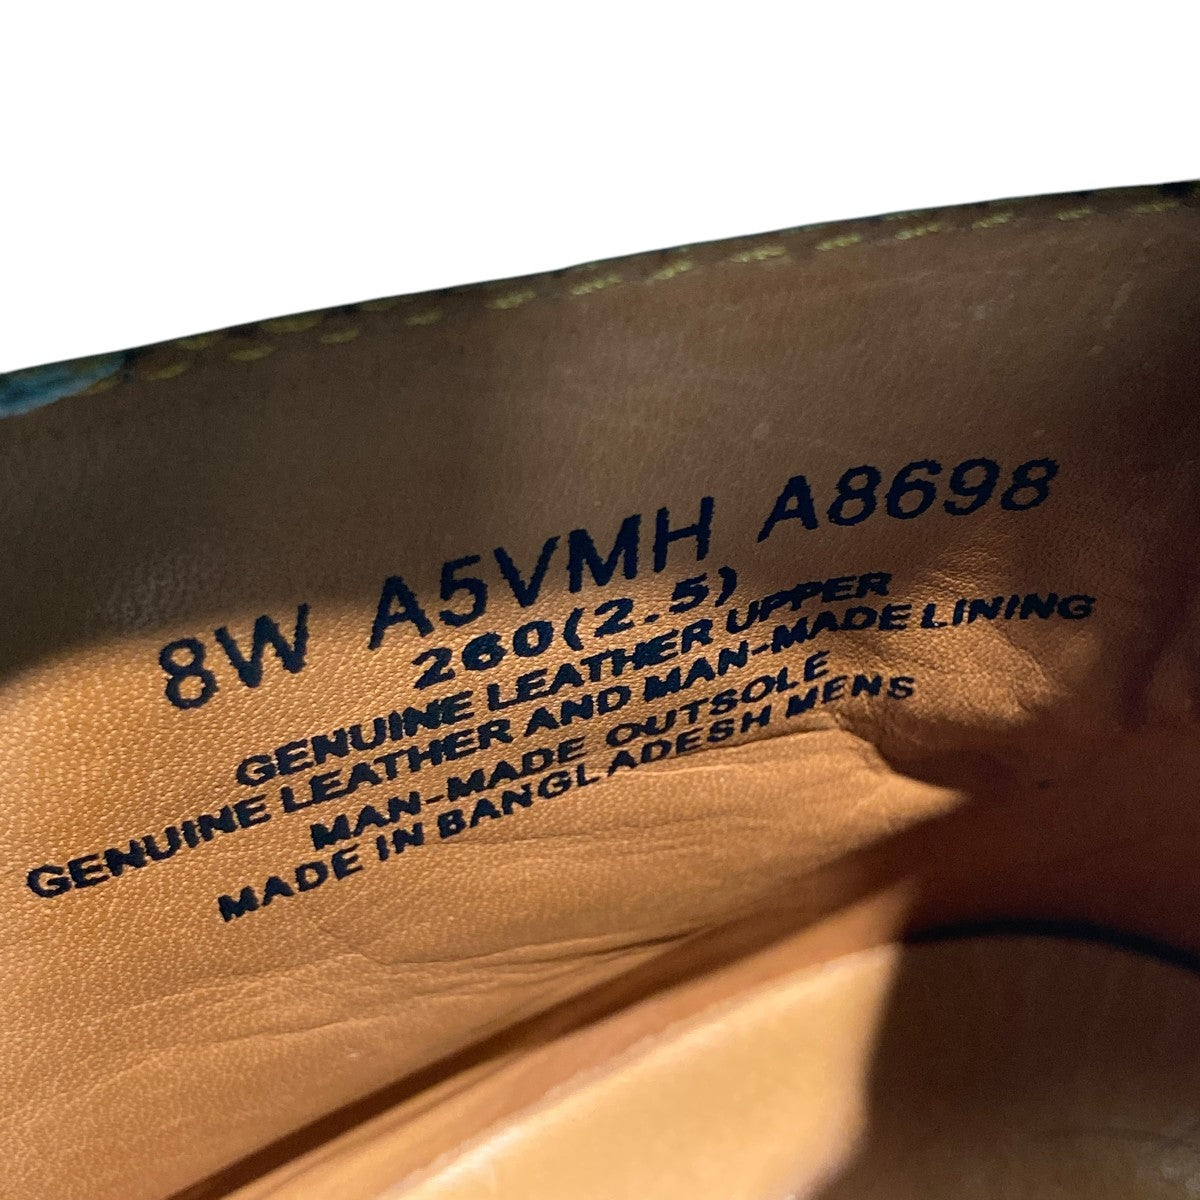 8W A5VMH A8698
260(2.5)
GENUINE LEATHER UPPER
GENUINE LEATHER AND MAN-MADE LINING
MAN-MADE OUTSOLE
MADE IN BANGLADESH MENS